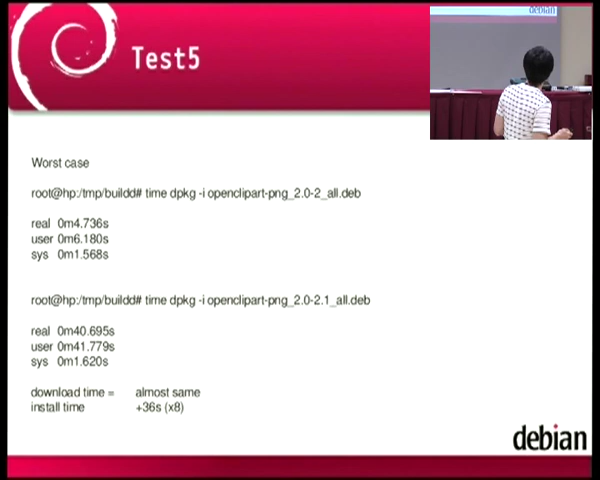 Test5
debian
Worst case
root@hp:/tmp/buildd# time dpkg -i openclipart-png_2.0-2_all.deb
real 0m4.736s
user 0m6.180s
sys 0m1.568s
root@hp:/tmp/buildd# time dpkg -i openclipart-png_2.0-2.1_all.deb
real 0m40.695s
user 0m41.779s
sys 0m1.620s
download time = almost same
install time +36s (x8)
debian